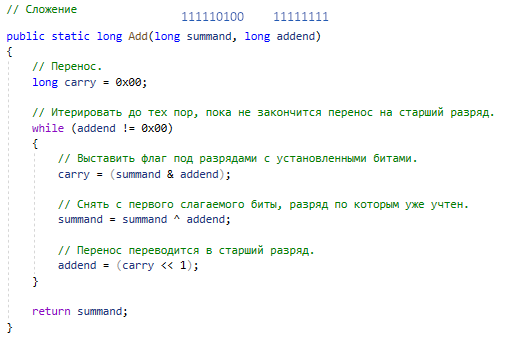 // Сложение
111110100 11111111
public static long Add(long summand, long addend)
{
// Перенос.
long carry = 0x00;
// Итерировать до тех пор, пока не закончится перенос на старший разряд.
while (addend != 0x00)
{
// Выставить флаг под разрядами с установленными битами.
carry = (summand & addend);
// Снять с первого слагаемого биты, разряд по которым уже учтен.
summand = summand ^ addend;
// Перенос переводится в старший разряд.
addend = (carry << 1);
}
return summand;
}